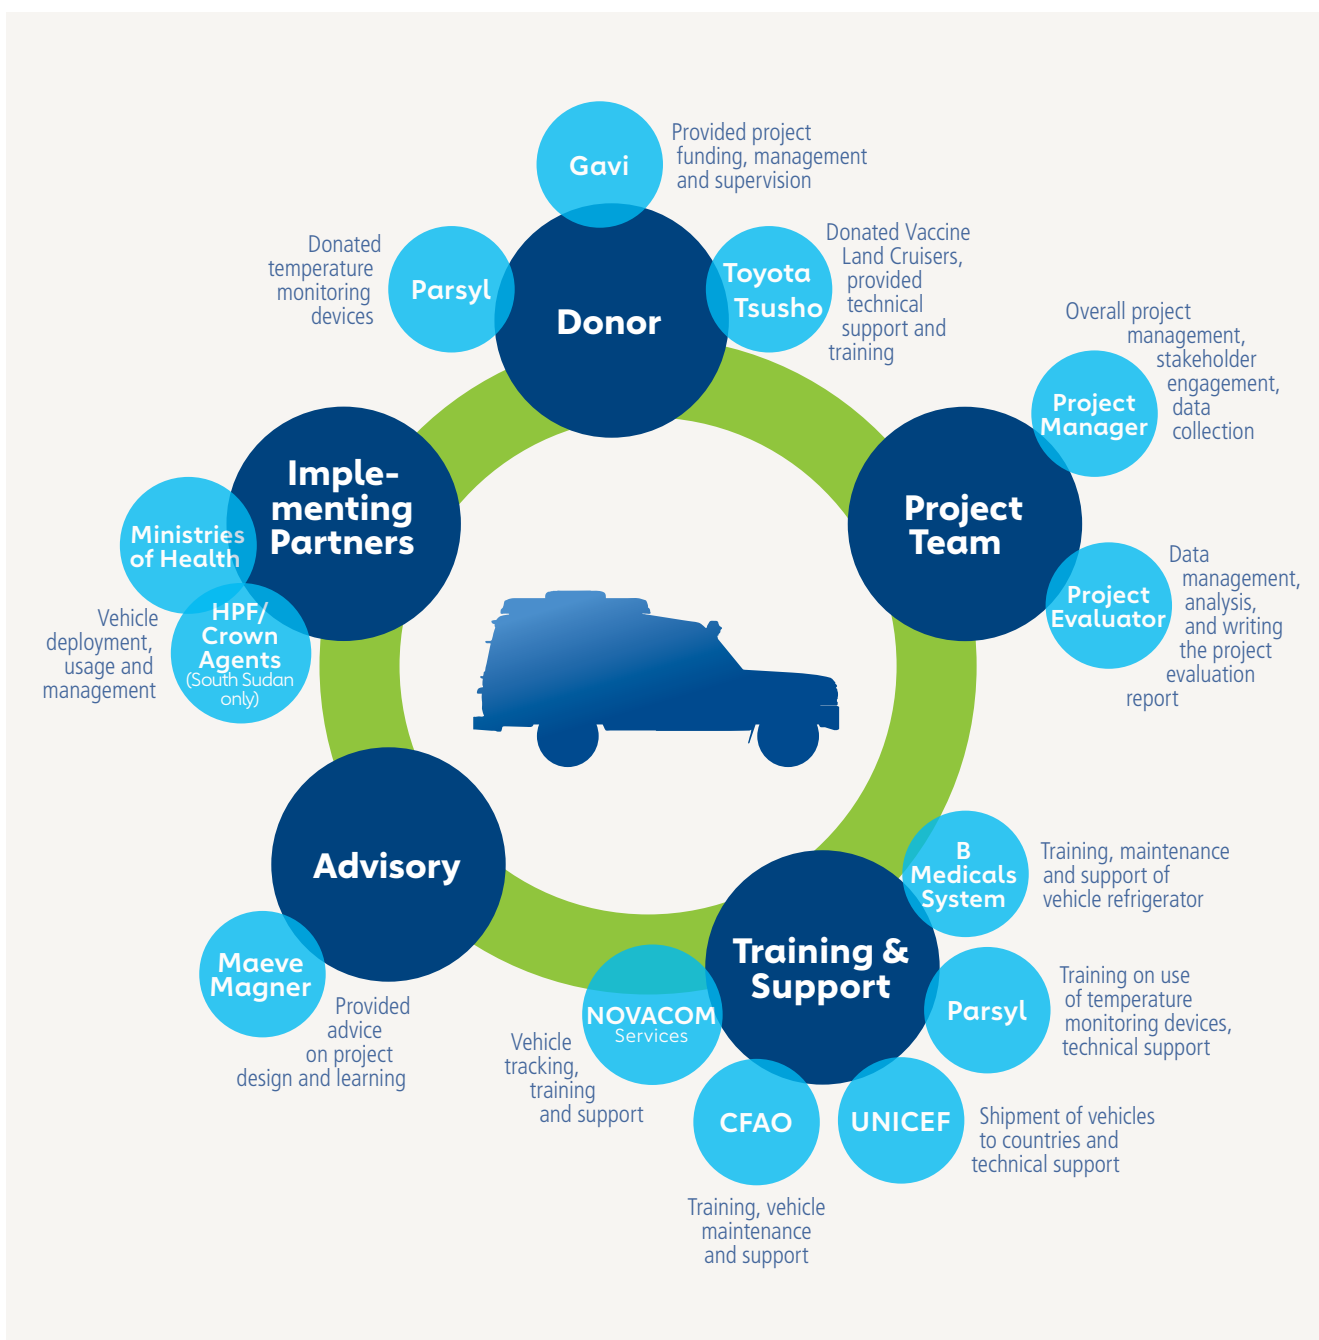 Gavi
Provided project
funding, management
and supervision
Donated
temperature
monitoring
devices
Parsyl
Toyota
Tsusho
Donated Vaccine
Land Cruisers,
provided
technical
support and
training
Donor
Overall project
management,
stakeholder
engagement,
data
collection
Project
Manager
Project
Team
Project
Evaluator
Data
management,
analysis,
and writing
the project
evaluation
report
Imple-
menting
Partners
Ministries
of Health
HPF/
Crown
Agents
(South Sudan
only)
Vehicle
deployment,
usage and
management
Advisory
Maeve
Magner
Provided
advice
on project
design and learning
Training &
Support
B
Medicals
System
Training, maintenance
and support of
vehicle refrigerator
Parsyl
Training on use
of temperature
monitoring devices,
technical support
NOVACOM
Services
Vehicle
tracking,
training
and support
CFAO
Training, vehicle
maintenance
and support
UNICEF
Shipment of vehicles
to countries and
technical support